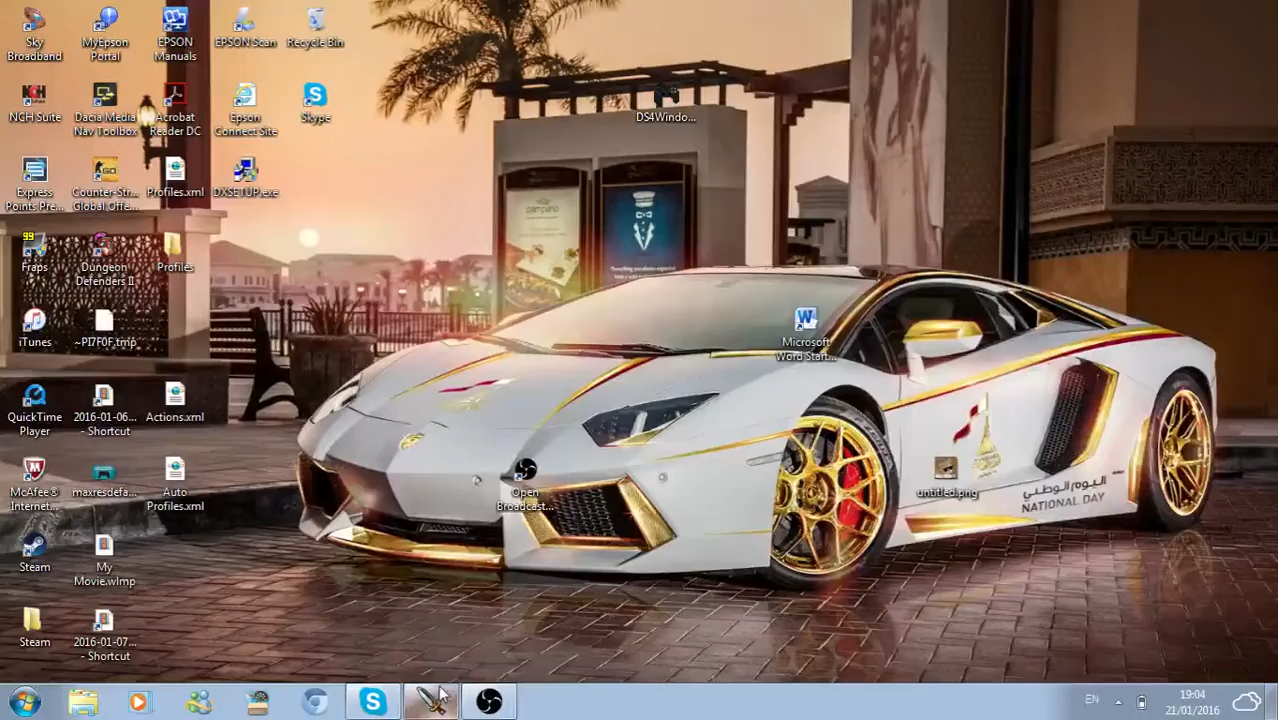 Sky
Broadband
MyEpson
Portal
EPSON
Manuals
EPSON Scan
Recycle Bin
NCH
NCH Suite
Dacia Media
Nav Toolbox
Acrobat
Reader DC
Epson
Connect Site
Skype
DS4Windo...
Express
Points Pre...
GO
Counter-Str...
Global Offe...
Profiles.xml
DXSETUP.exe
99
Fraps
Dungeon
Defenders II
Profiles
iTunes
~PI7F0F.tmp
Microsoft
Word Start...
QuickTime
Player
2016-01-06...
- Shortcut
Actions.xml
McAfee®
Internet...
maxresdefa...
Auto
Profiles.xml
Open
Broadcast...
untitled.png
اليوم الوطني
NATIONAL DAY
Steam
My
Movie.wlmp
Steam
2016-01-07...
- Shortcut
EN
19:04
21/01/2016